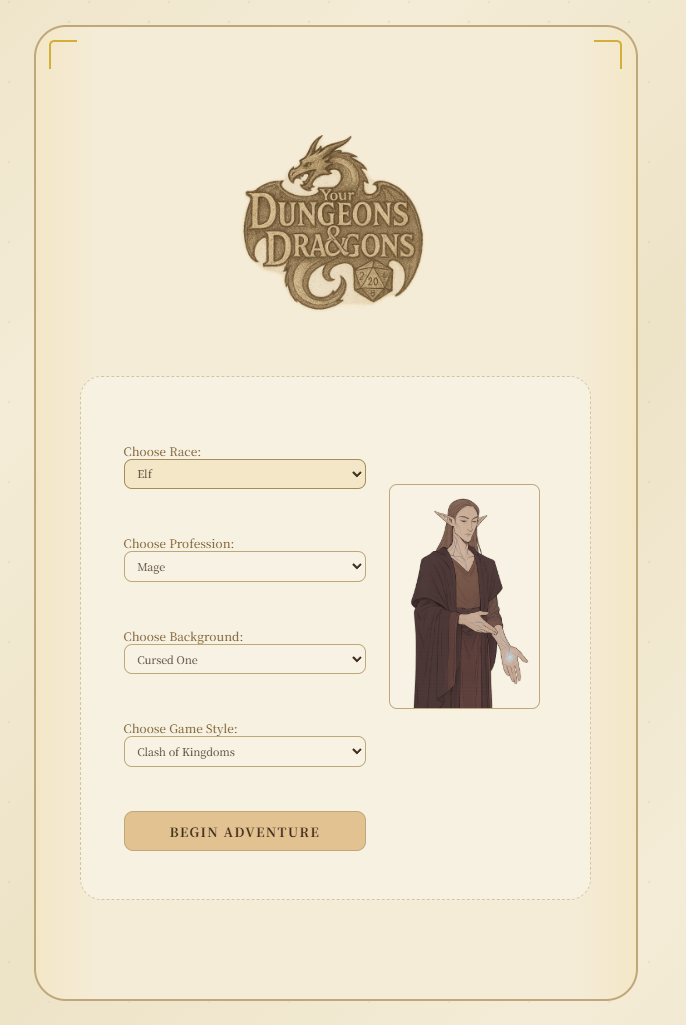 Your
DUNGEONS
& DRAGONS
2 20
Choose Race:
Elf
Choose Profession:
Mage
Choose Background:
Cursed One
Choose Game Style:
Clash of Kingdoms
BEGIN ADVENTURE